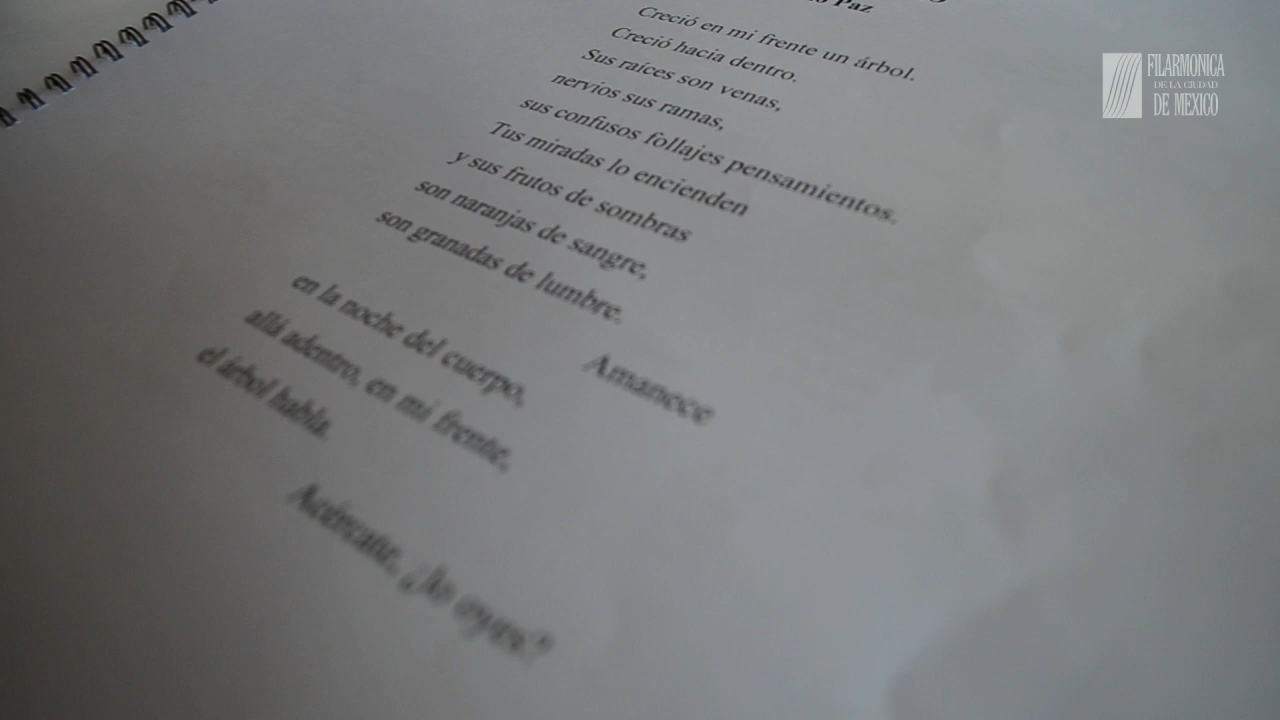 Paz
Creció en mi frente un árbol.
Creció hacia dentro.
Sus raíces son venas,
nervios sus ramas,
sus confusos follajes pensamientos.
Tus miradas lo encienden
y sus frutos de sombras
son naranjas de sangre,
son granadas de lumbre.
Amanece
en la noche del cuerpo,
allá adentro, en mi frente,
el árbol habla.
Acércate, ¿lo oyes?
FILARMONICA
DE LA CIUDAD
DE MEXICO